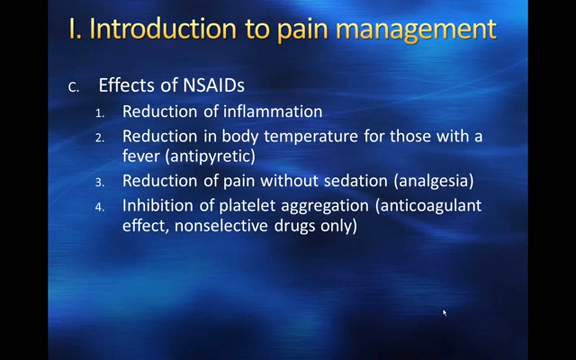 I. Introduction to pain management
C. Effects of NSAIDs
1. Reduction of inflammation
2. Reduction in body temperature for those with a
fever (antipyretic)
3. Reduction of pain without sedation (analgesia)
4. Inhibition of platelet aggregation (anticoagulant
effect, nonselective drugs only)